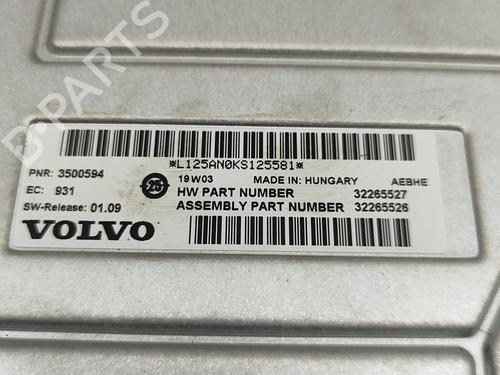 B-PARTS
*L125AN0KS125581*
PNR: 3500594
19W03 MADE IN: HUNGARY AEBHE
EC: 931
HW PART NUMBER 32265527
SW-Release: 01.09
ASSEMBLY PART NUMBER 32265526
VOLVO